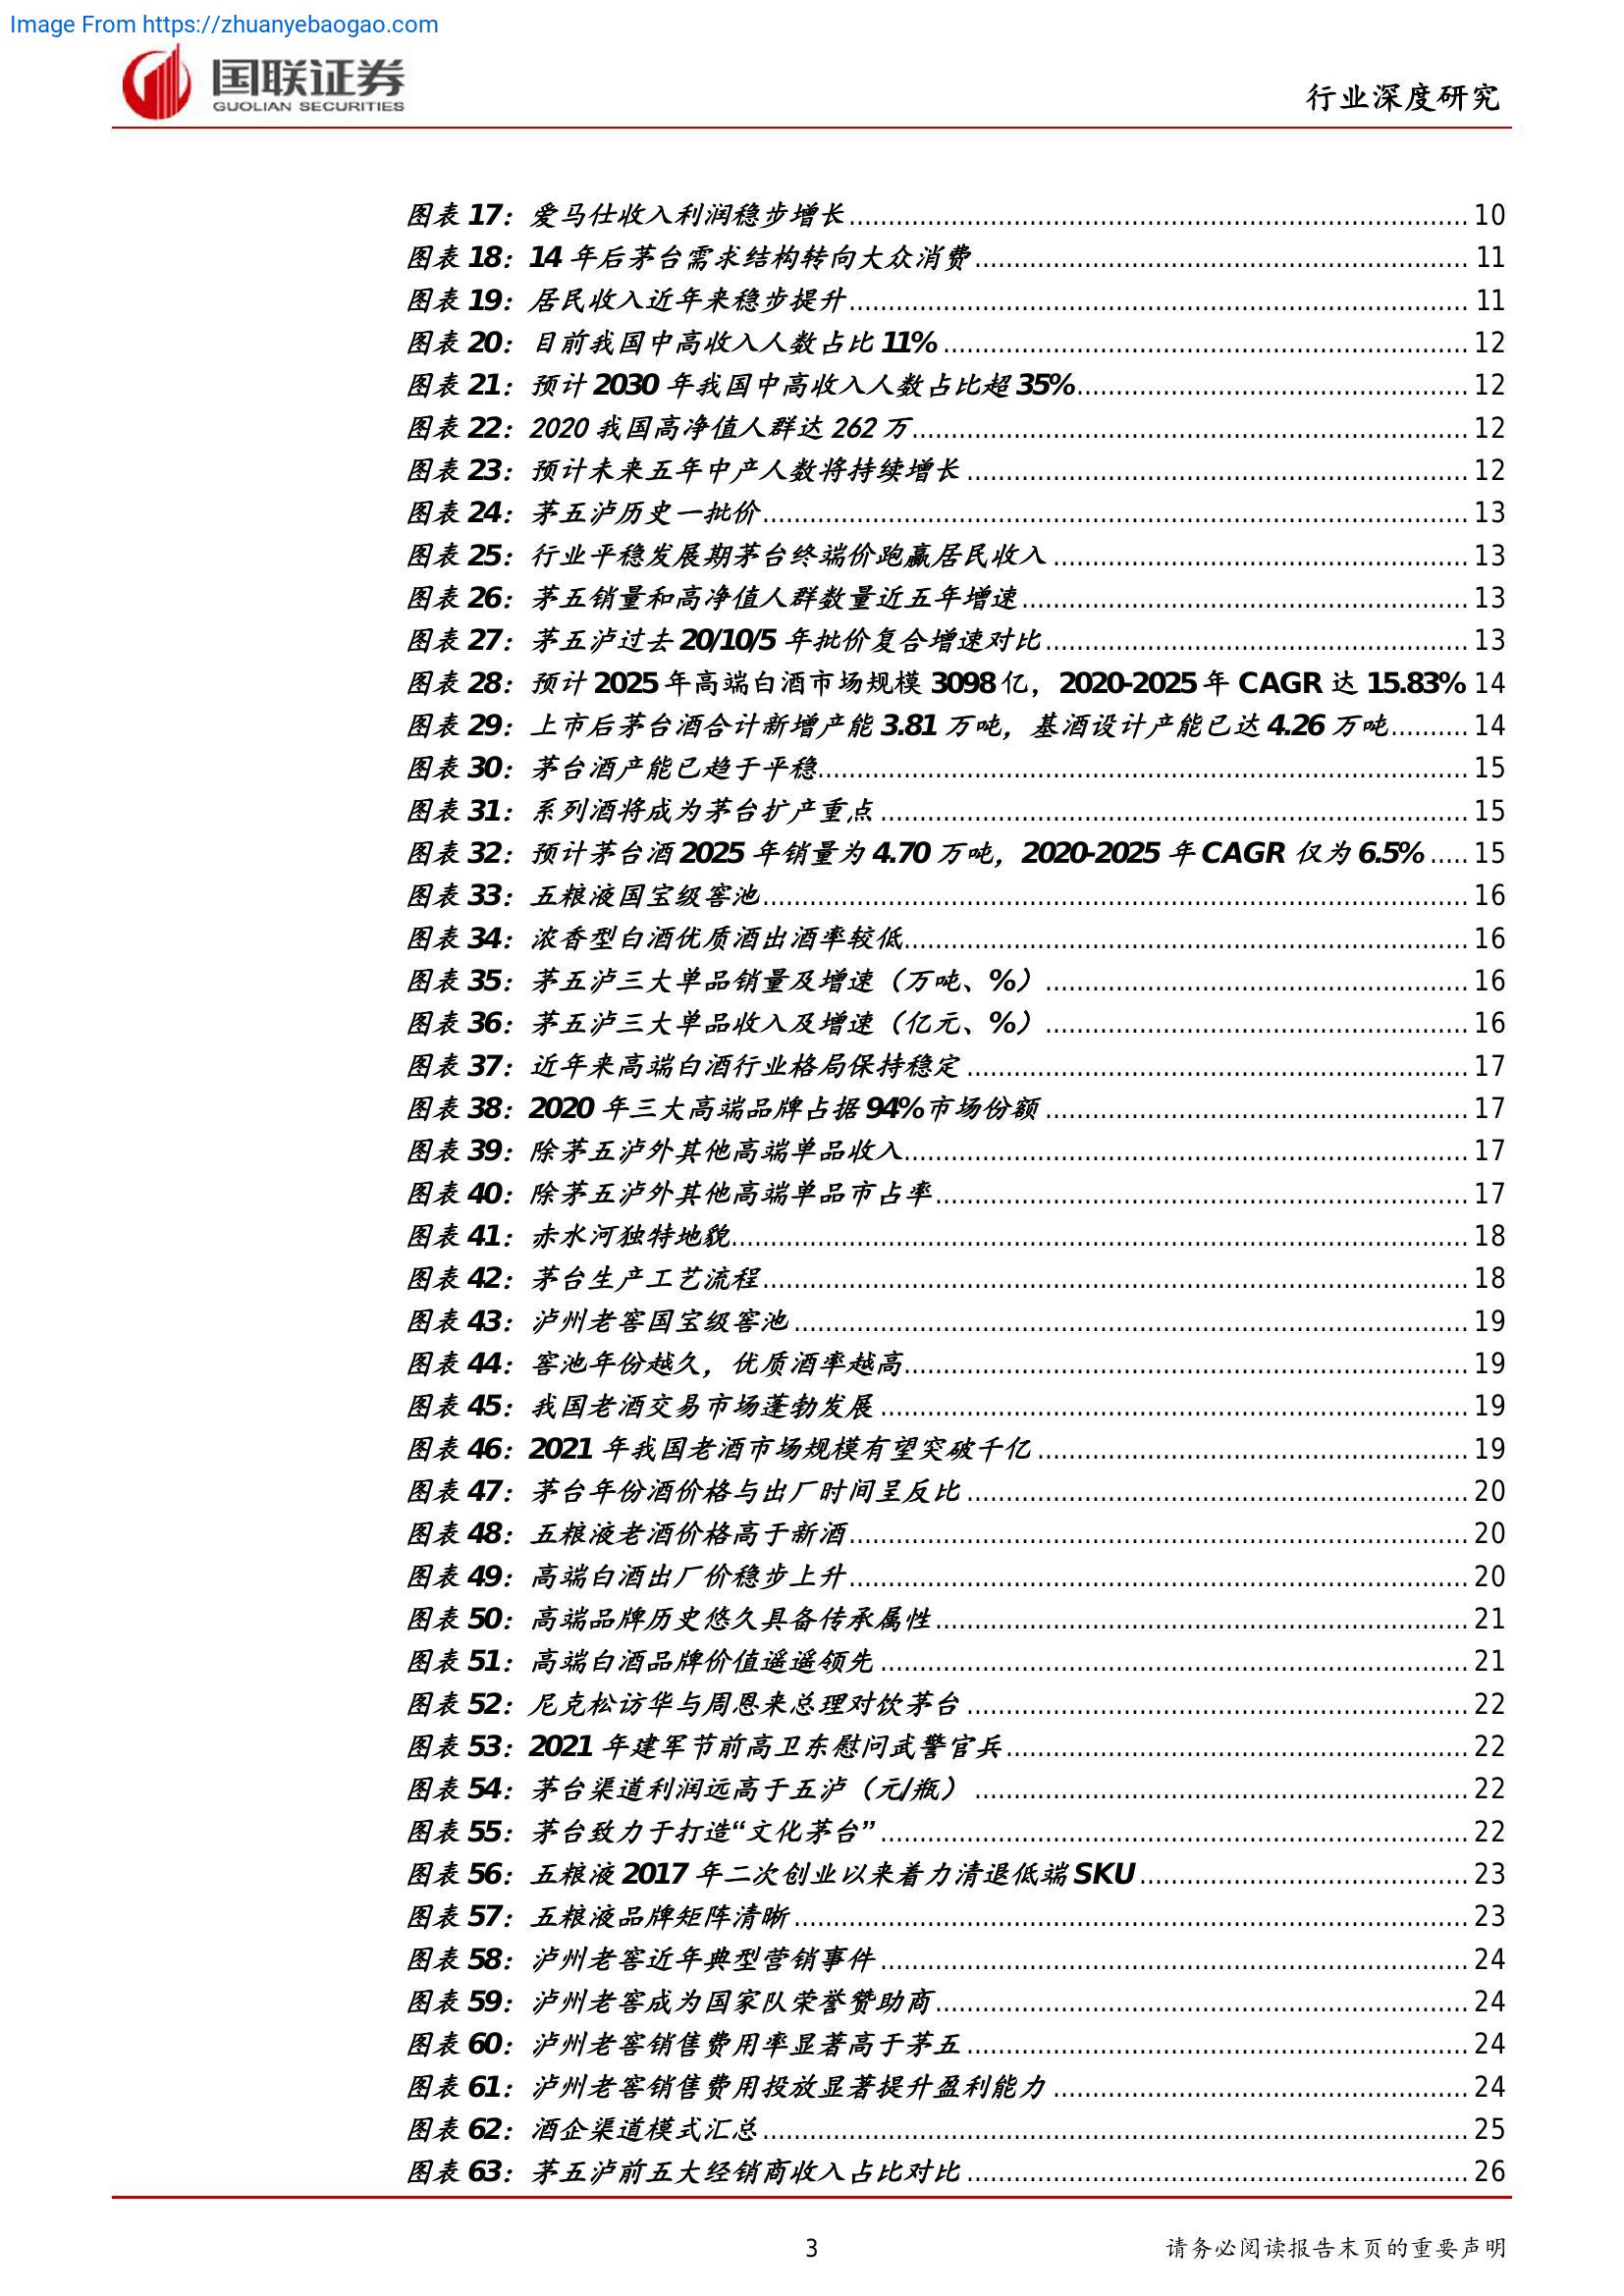 Image From https://zhuanyebaogao.com
国联证券
GUOLIAN SECURITIES
行业深度研究
图表 17：爱马仕收入利润稳步增长 10
图表 18：14 年后茅台需求结构转向大众消费 11
图表 19：居民收入近年来稳步提升 11
图表 20：目前我国中高收入人数占比 11% 12
图表 21：预计 2030 年我国中高收入人数占比超 35% 12
图表 22：2020 我国高净值人群达 262 万 12
图表 23：预计未来五年中产人数将持续增长 12
图表 24：茅五泸历史一批价 13
图表 25：行业平稳发展期茅台终端价跑赢居民收入 13
图表 26：茅五销量和高净值人群数量近五年增速 13
图表 27：茅五泸过去 20/10/5 年批价复合增速对比 13
图表 28：预计 2025 年高端白酒市场规模 3098 亿，2020-2025 年 CAGR 达 15.83% 14
图表 29：上市后茅台酒合计新增产能 3.81 万吨，基酒设计产能已达 4.26 万吨 14
图表 30：茅台酒产能已趋于平稳 15
图表 31：系列酒将成为茅台扩产重点 15
图表 32：预计茅台酒 2025 年销量为 4.70 万吨，2020-2025 年 CAGR 仅为 6.5% 15
图表 33：五粮液国宝级窖池 16
图表 34：浓香型白酒优质酒出酒率较低 16
图表 35：茅五泸三大单品销量及增速（万吨、%） 16
图表 36：茅五泸三大单品收入及增速（亿元、%） 16
图表 37：近年来高端白酒行业格局保持稳定 17
图表 38：2020 年三大高端品牌占据 94%市场份额 17
图表 39：除茅五泸外其他高端单品收入 17
图表 40：除茅五泸外其他高端单品市占率 17
图表 41：赤水河独特地貌 18
图表 42：茅台生产工艺流程 18
图表 43：泸州老窖国宝级窖池 19
图表 44：窖池年份越久，优质酒率越高 19
图表 45：我国老酒交易市场蓬勃发展 19
图表 46：2021 年我国老酒市场规模有望突破千亿 19
图表 47：茅台年份酒价格与出厂时间呈反比 20
图表 48：五粮液老酒价格高于新酒 20
图表 49：高端白酒出厂价稳步上升 20
图表 50：高端品牌历史悠久具备传承属性 21
图表 51：高端白酒品牌价值遥遥领先 21
图表 52：尼克松访华与周恩来总理对饮茅台 22
图表 53：2021 年建军节前高卫东慰问武警官兵 22
图表 54：茅台渠道利润远高于五泸（元/瓶） 22
图表 55：茅台致力于打造“文化茅台” 22
图表 56：五粮液 2017 年二次创业以来着力清退低端 SKU 23
图表 57：五粮液品牌矩阵清晰 23
图表 58：泸州老窖近年典型营销事件 24
图表 59：泸州老窖成为国家队荣誉赞助商 24
图表 60：泸州老窖销售费用率显著高于茅五 24
图表 61：泸州老窖销售费用投放显著提升盈利能力 24
图表 62：酒企渠道模式汇总 25
图表 63：茅五泸前五大经销商收入占比对比 26
3
请务必阅读报告末页的重要声明